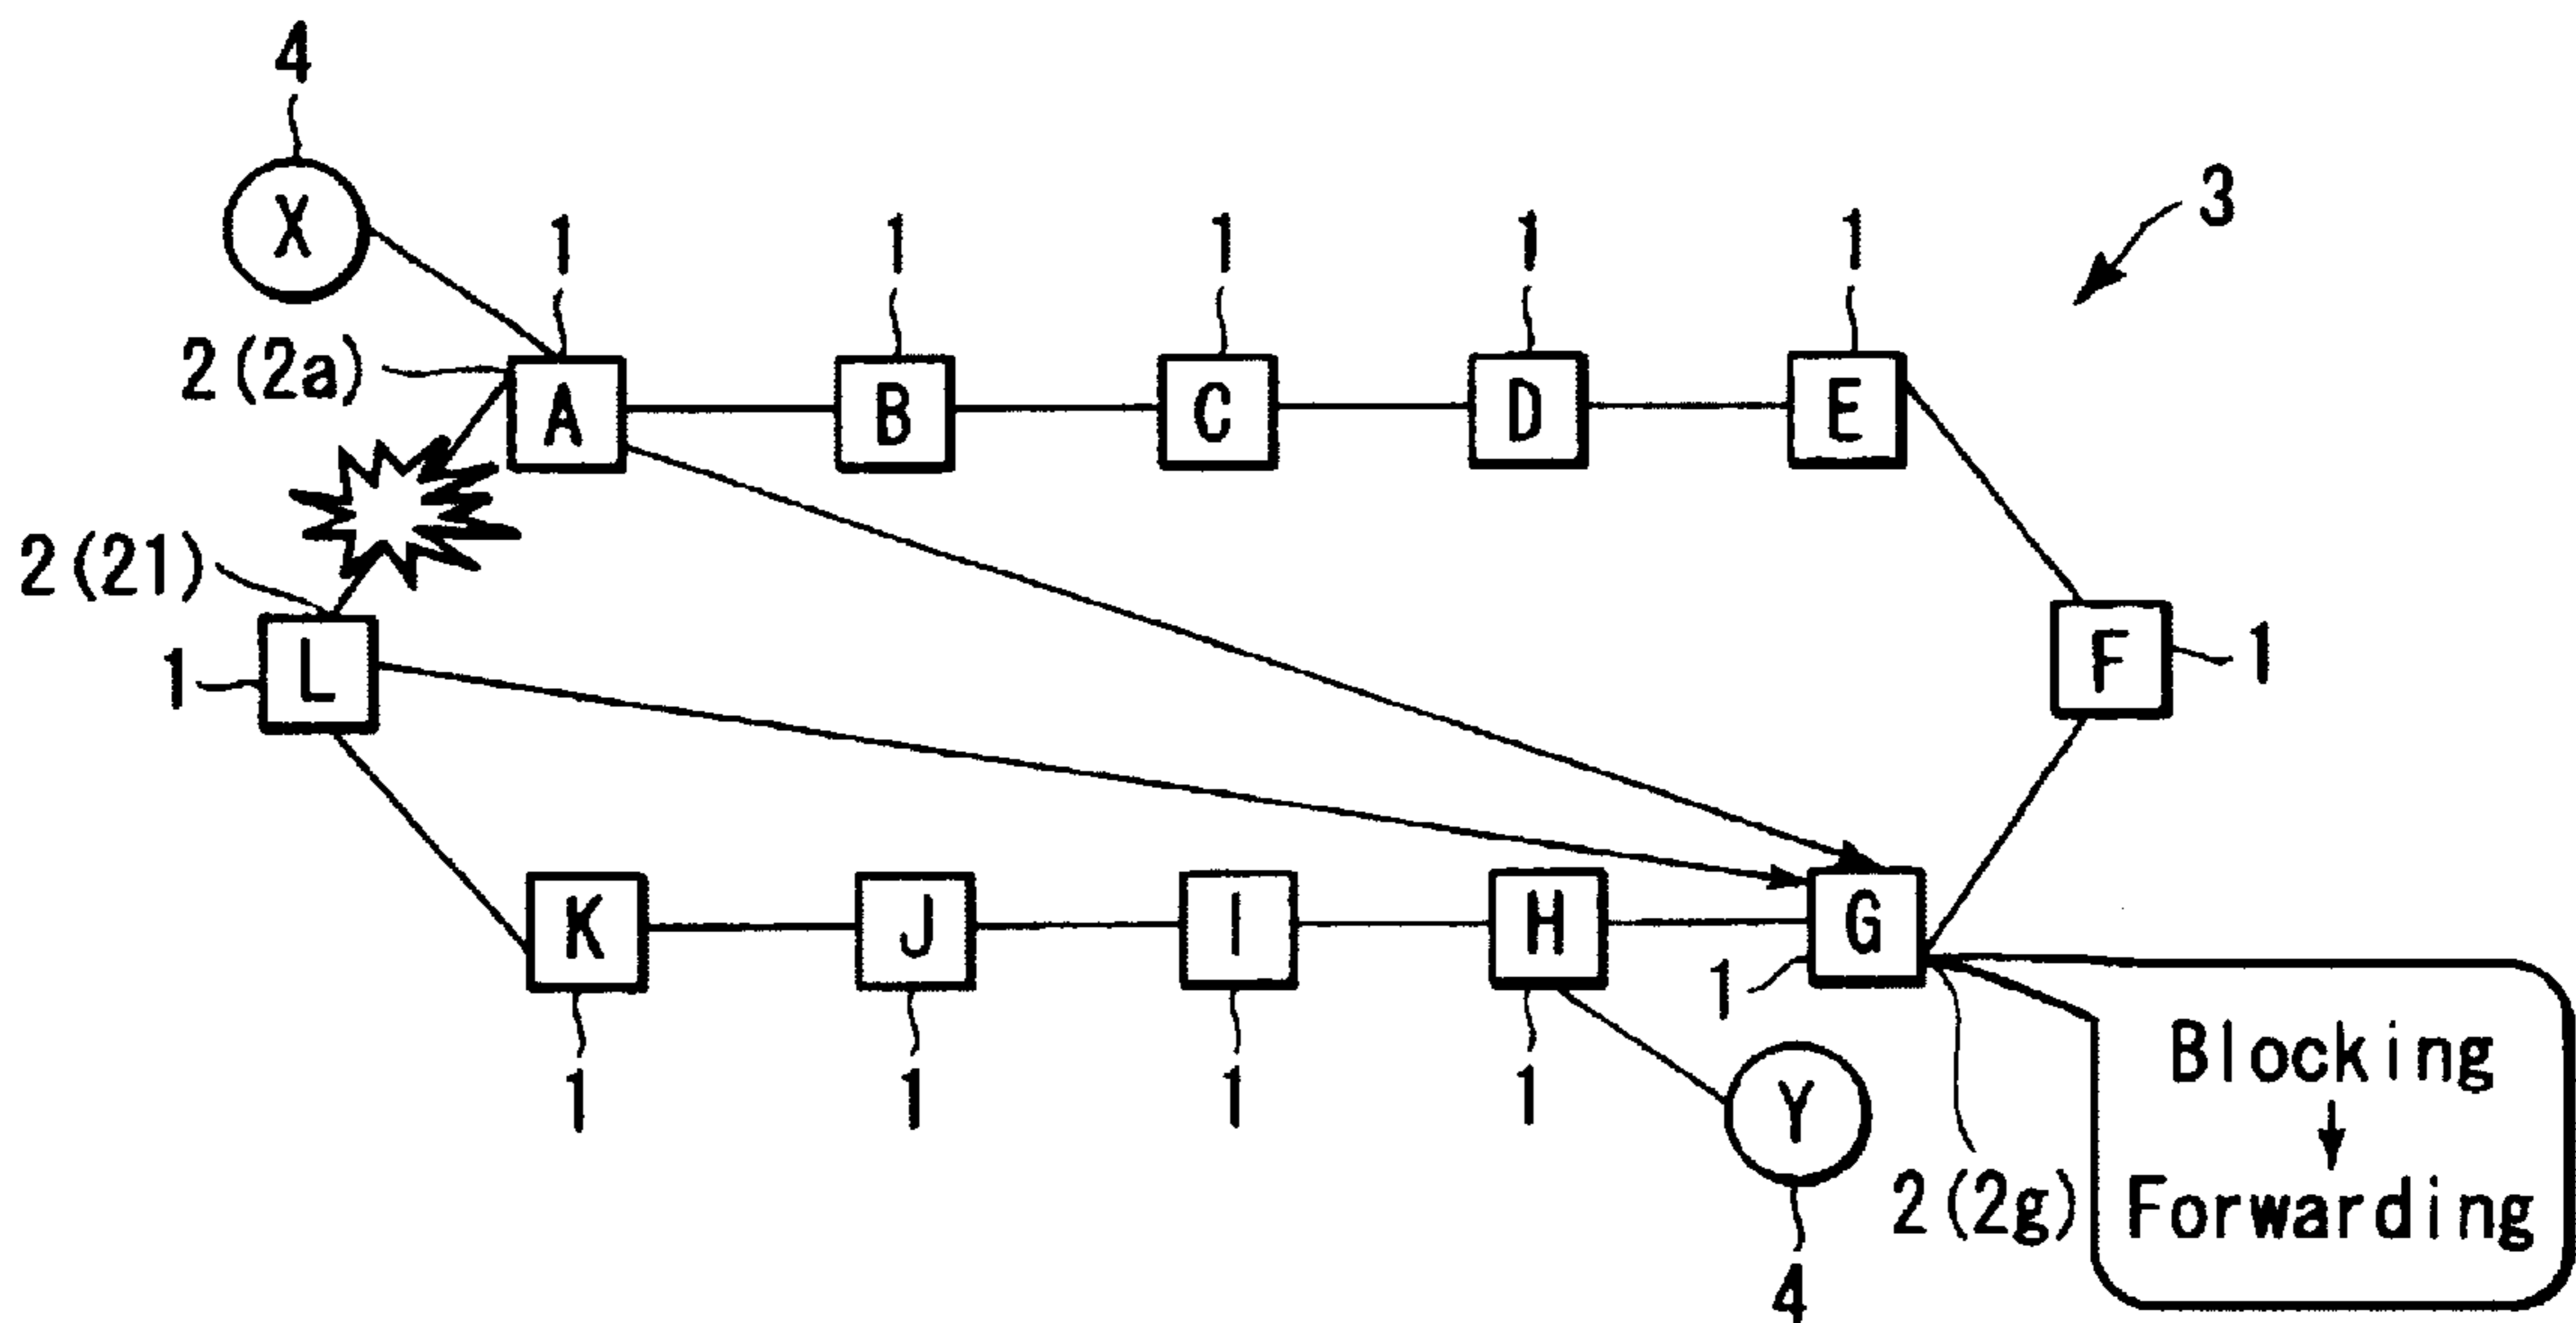 4
X
3
1 1 1 1 1
2(2a)
A B C D E
2(21)
1 L
F 1
K J I H G
1
1 1 1 1
Y
2(2g)
4
Blocking
Forwarding